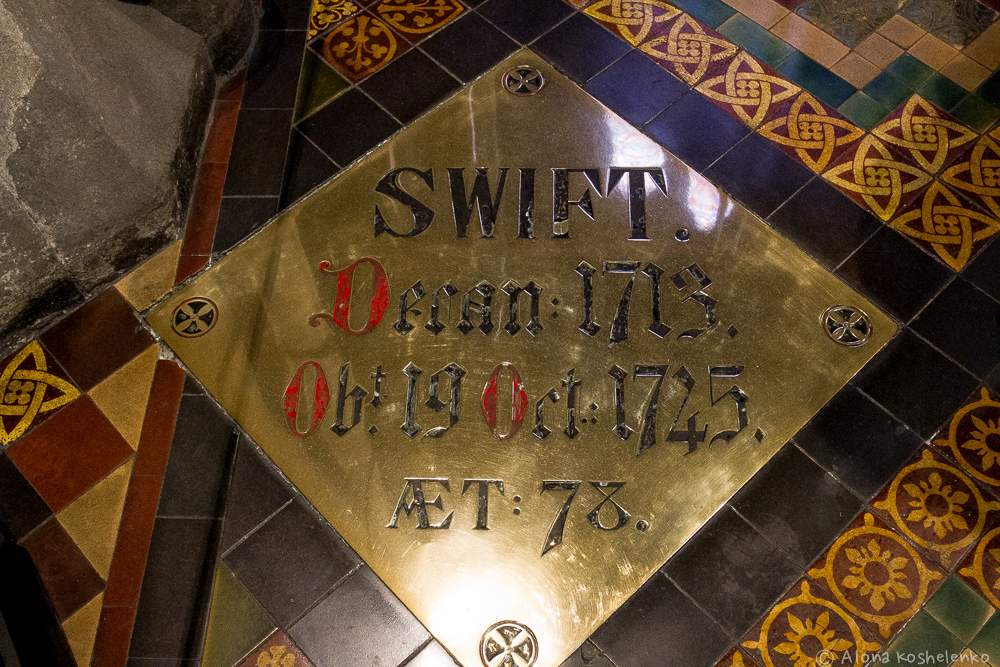 SWIFT.
Decan: 1713.
Obt. 19 Oct:: 1745.
ÆT: 78.
© Alona Koshelenko